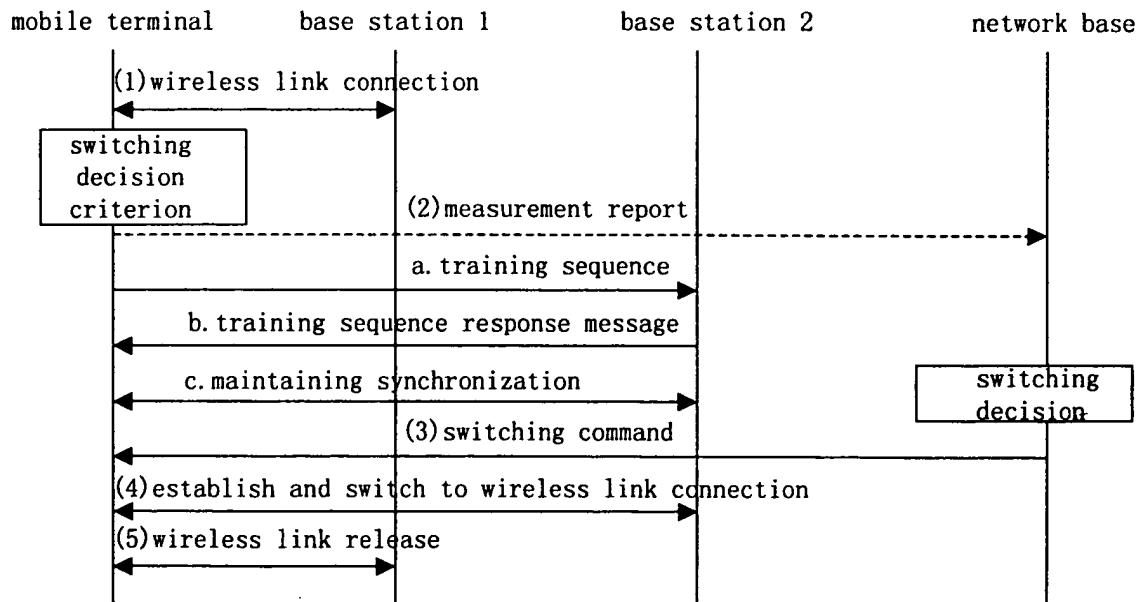 mobile terminal base station 1 base station 2 network base
(1)wireless link connection
switching
decision
criterion
(2)measurement report
a.training sequence
b.training sequence response message
c.maintaining synchronization
switching
decision
(3)switching command
(4)establish and switch to wireless link connection
(5)wireless link release